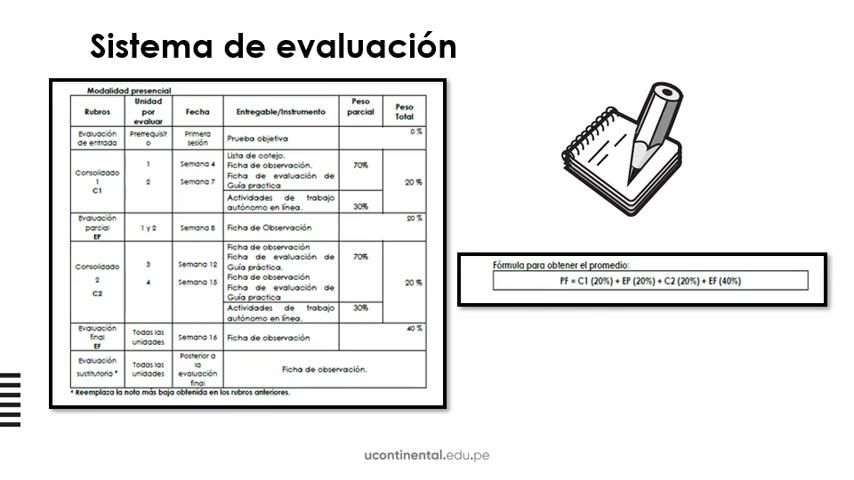 Sistema de evaluación
Modalidad presencial
Rubros
Unidad
por
evaluar
Fecha
Entregable/Instrumento
Peso
parcial
Peso
Total
Evaluación
de entrada
Prerrequisit
o
Primera
sesión
Prueba objetiva
0 %
Consolidado
1
C1
1
2
Semana 4
Semana 7
Lista de cotejo.
Ficha de observación.
Ficha de evaluación de
Guía practica
70%
Actividades de trabajo
autónomo en línea.
30%
20 %
Evaluación
parcial
EP
1 y 2
Semana 8
Ficha de Observación
20 %
Consolidado
2
C2
3
4
Semana 12
Semana 15
Ficha de observación
Ficha de evaluación de
Guía práctica.
Ficha de observación
Ficha de evaluación de
Guía practica
70%
Actividades de trabajo
autónomo en línea.
30%
20 %
Evaluación
final
EF
Todas las
unidades
Semana 16
Ficha de observación
40 %
Evaluación
sustitutoria *
Todas las
unidades
Posterior a
la
evaluación
final
Ficha de observación.
* Reemplaza la nota más baja obtenida en los rubros anteriores.
Fórmula para obtener el promedio:
PF = C1 (20%) + EP (20%) + C2 (20%) + EF (40%)
ucontinental.edu.pe